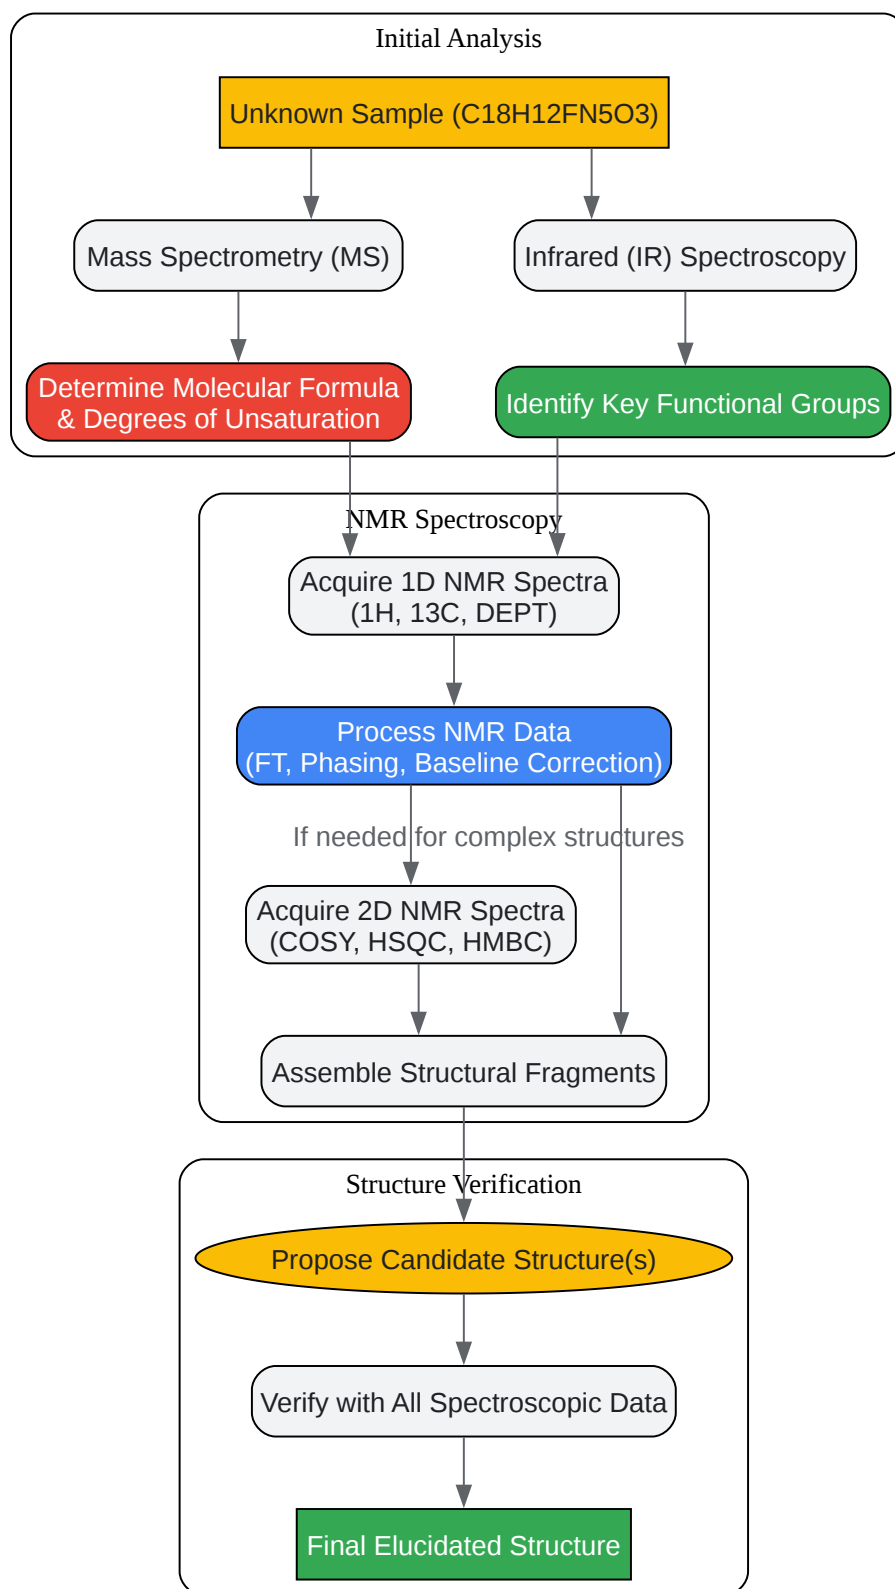 Initial Analysis
Unknown Sample (C18H12FN5O3)
Mass Spectrometry (MS)
Infrared (IR) Spectroscopy
Determine Molecular Formula
& Degrees of Unsaturation
Identify Key Functional Groups
NMR Spectroscopy
Acquire 1D NMR Spectra
(1H, 13C, DEPT)
Process NMR Data
(FT, Phasing, Baseline Correction)
If needed for complex structures
Acquire 2D NMR Spectra
(COSY, HSQC, HMBC)
Assemble Structural Fragments
Structure Verification
Propose Candidate Structure(s)
Verify with All Spectroscopic Data
Final Elucidated Structure